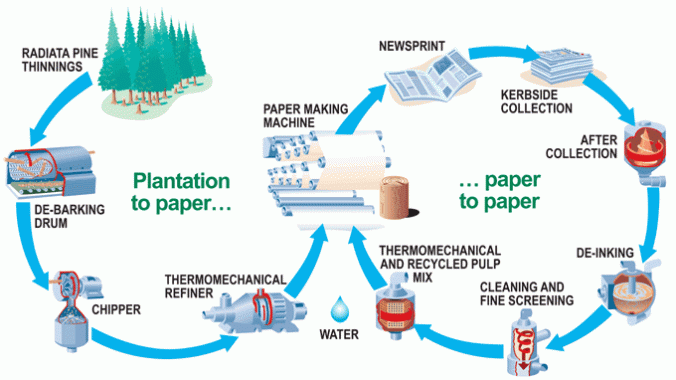 RADIATA PINE
THINNINGS
DE-BARKING
DRUM
CHIPPER
THERMOMECHANICAL
REFINER
Plantation
to paper…
PAPER MAKING
MACHINE
WATER
NEWSPRINT
KERBSIDE
COLLECTION
AFTER
COLLECTION
DE-INKING
CLEANING AND
FINE SCREENING
THERMOMECHANICAL
AND RECYCLED PULP
MIX
… paper
to paper